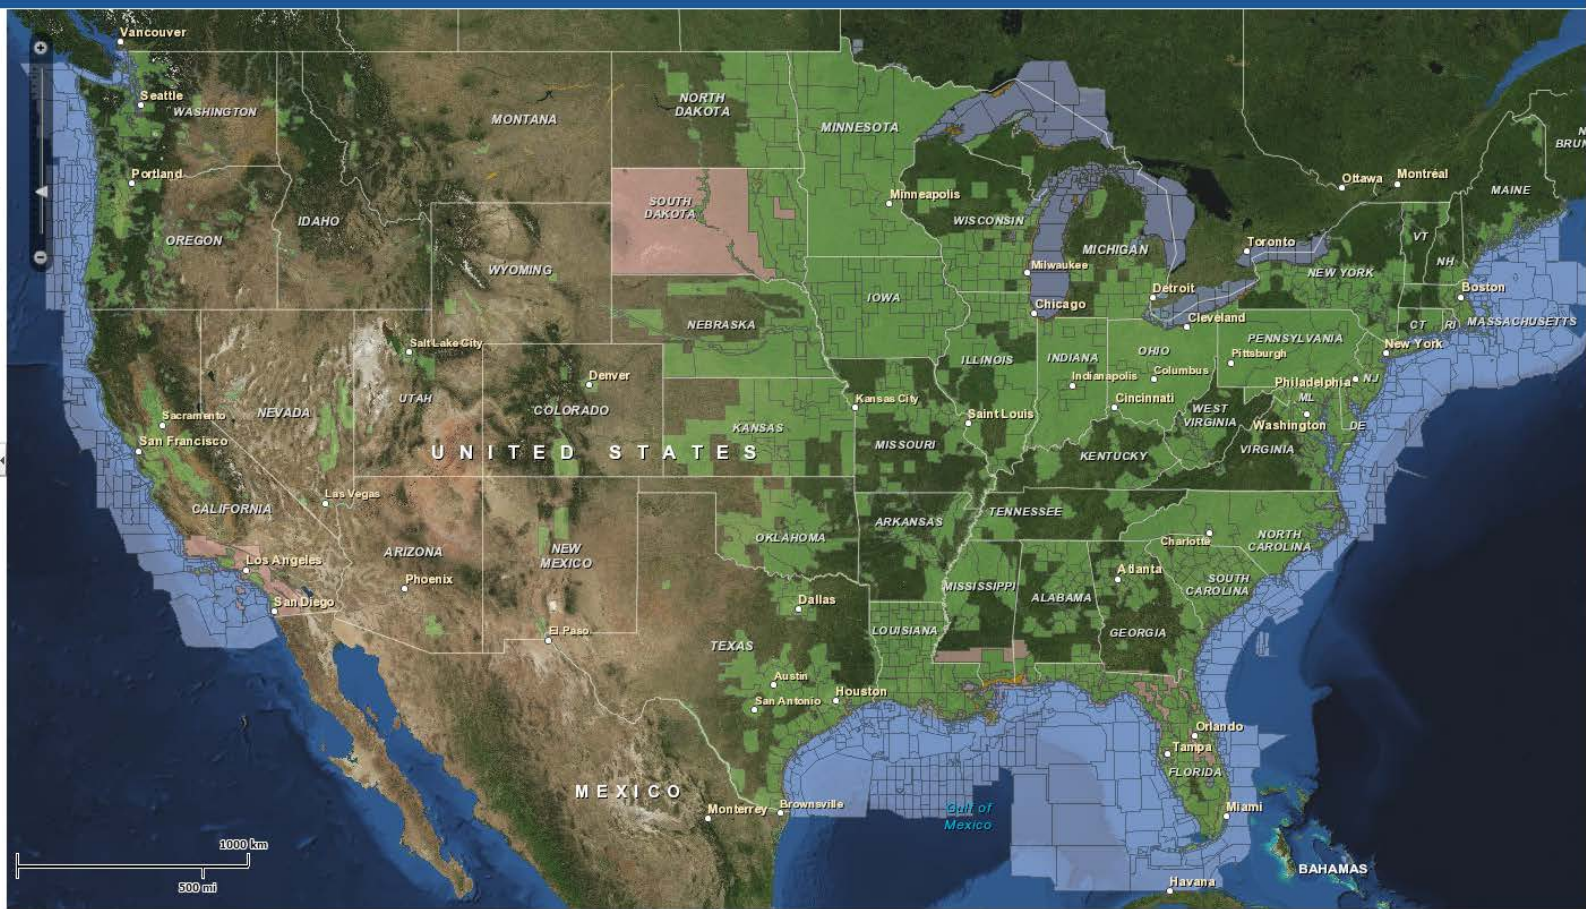 Vancouver
Seattle
WASHINGTON
Portland
OREGON
IDAHO
MONTANA
NORTH
DAKOTA
SOUTH
DAKOTA
MINNESOTA
Minneapolis
WISCONSIN
MICHIGAN
Milwaukee
Chicago
Detroit
Toronto
Ottawa
Montréal
MAINE
N
BRUN
VT
NH
NEW YORK
Boston
MASSACHUSETTS
CT
RI
New York
Cleveland
WYOMING
NEBRASKA
IOWA
ILLINOIS
INDIANA
OHIO
PENNSYLVANIA
Pittsburgh
Indianapolis
Columbus
Philadelphia
NJ
ML
Salt Lake City
Denver
NEVADA
UTAH
COLORADO
KANSAS
Kansas City
Saint Louis
Cincinnati
WEST
VIRGINIA
Washington
DE
VIRGINIA
Sacramento
San Francisco
UNITED STATES
MISSOURI
KENTUCKY
Las Vegas
CALIFORNIA
ARIZONA
NEW
MEXICO
OKLAHOMA
ARKANSAS
TENNESSEE
Charlotte
NORTH
CAROLINA
Los Angeles
Phoenix
San Diego
El Paso
Dallas
MISSISSIPPI
ALABAMA
Atlanta
SOUTH
CAROLINA
LOUISIANA
GEORGIA
TEXAS
Austin
San Antonio
Houston
Orlando
Tampa
FLORIDA
MEXICO
Monterrey
Brownsville
Gulf of
Mexico
Miami
1000 km
500 mi
BAHAMAS
Havana